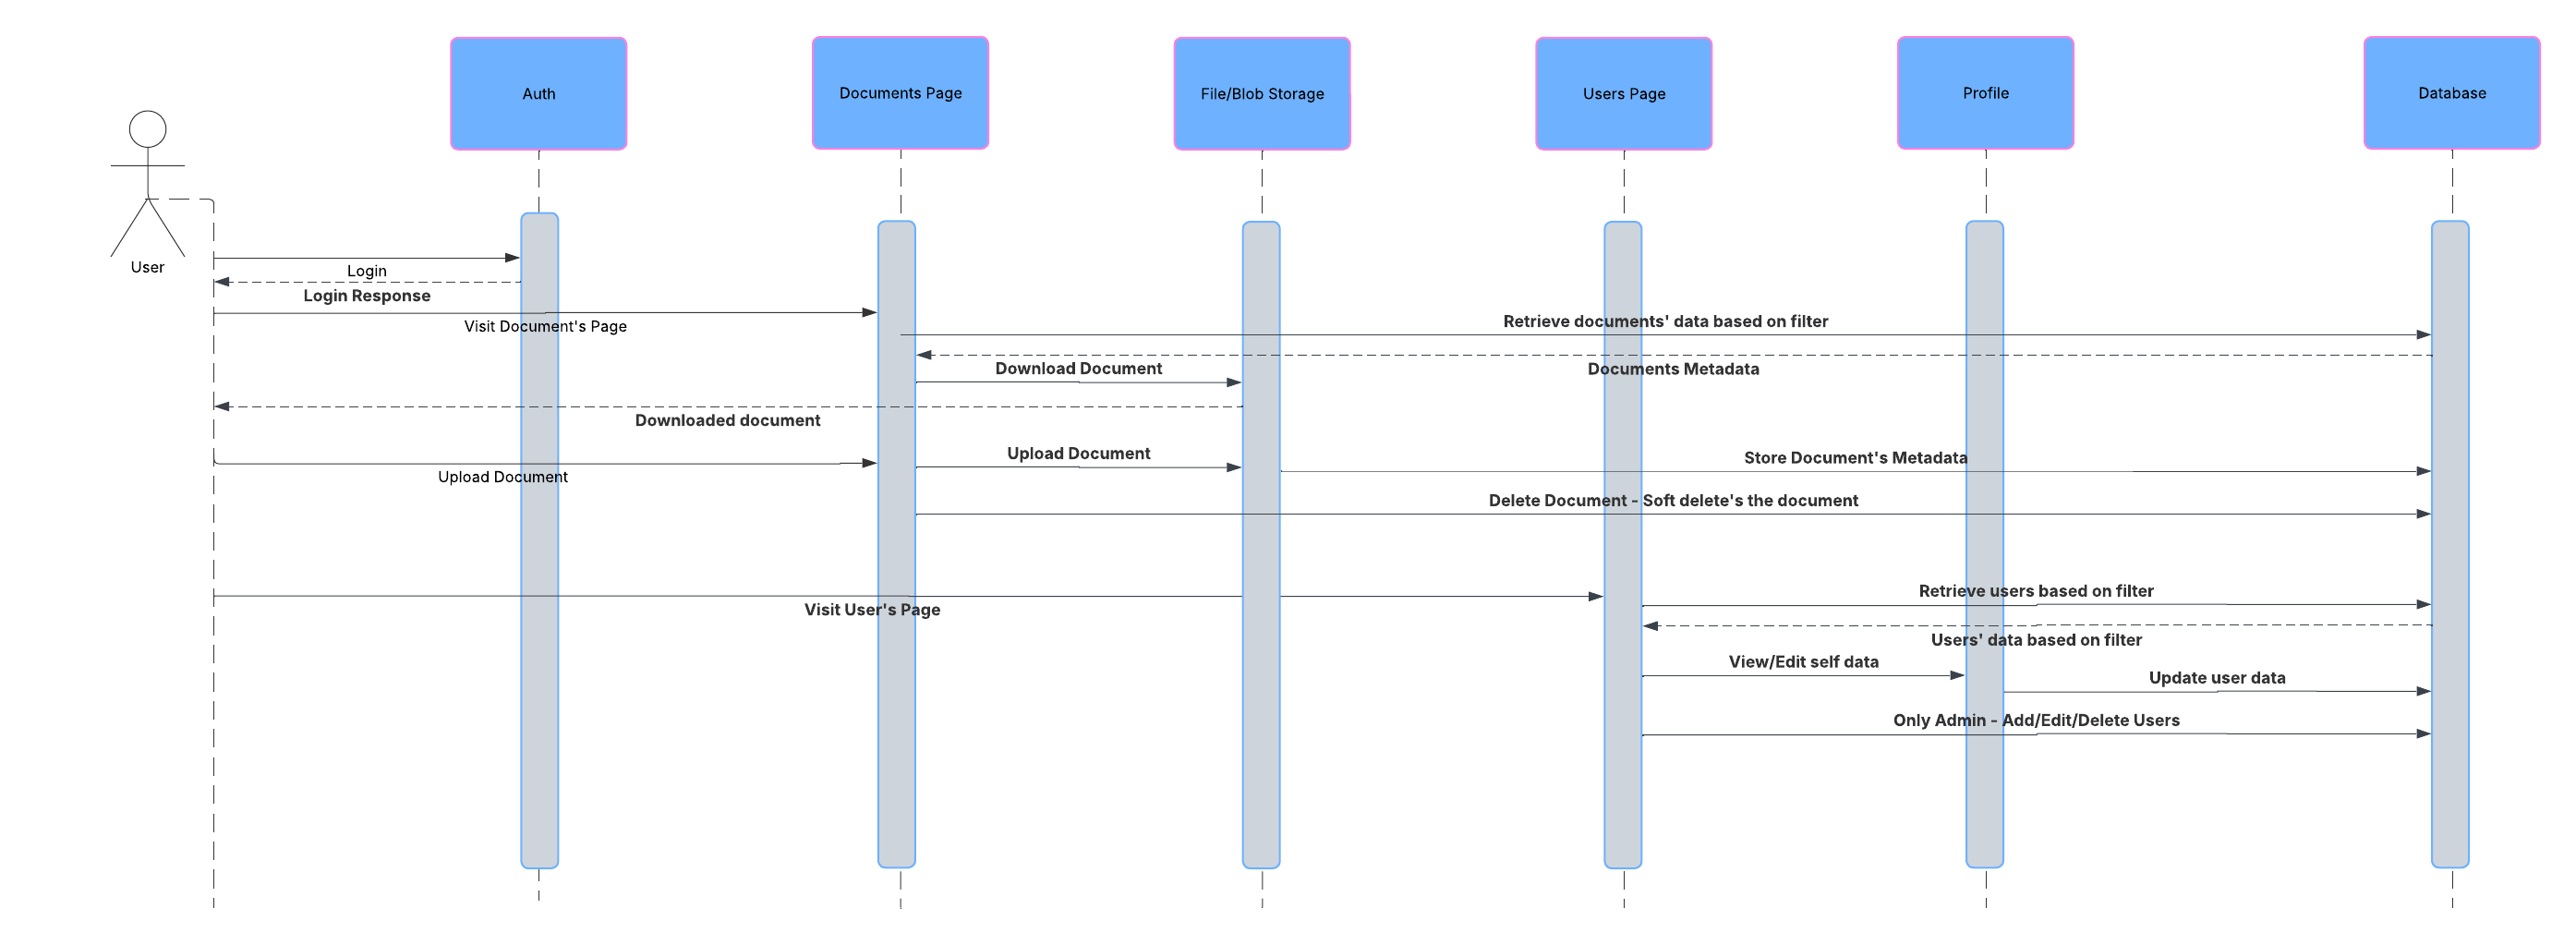 Auth
Documents Page
File/Blob Storage
Users Page
Profile
Database
User
Login
Login Response
Visit Document's Page
Retrieve documents' data based on filter
Download Document
Documents Metadata
Downloaded document
Upload Document
Store Document's Metadata
Upload Document
Delete Document - Soft delete's the document
Retrieve users based on filter
Visit User's Page
Users' data based on filter
View/Edit self data
Update user data
Only Admin - Add/Edit/Delete Users